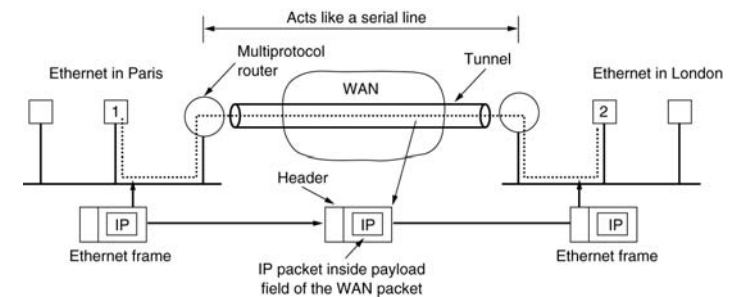 Acts like a serial line
Multiprotocol
router
Tunnel
Ethernet in Paris
WAN
Ethernet in London
1
2
Header
IP
IP
IP
Ethernet frame
Ethernet frame
IP packet inside payload
field of the WAN packet